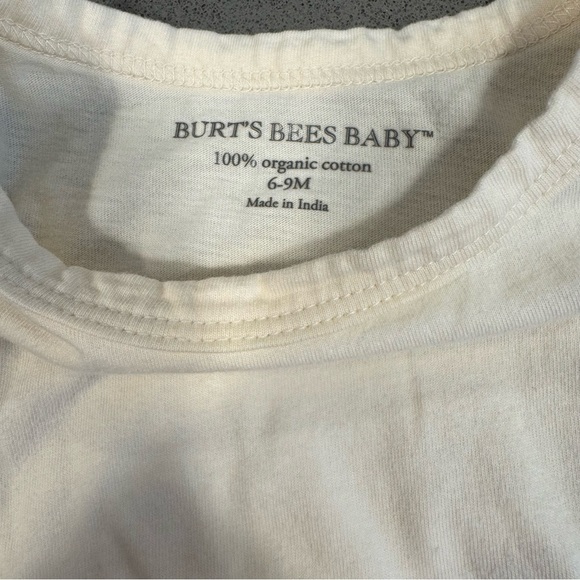 BURT'S BEES BABY™
100% organic cotton
6-9M
Made in India